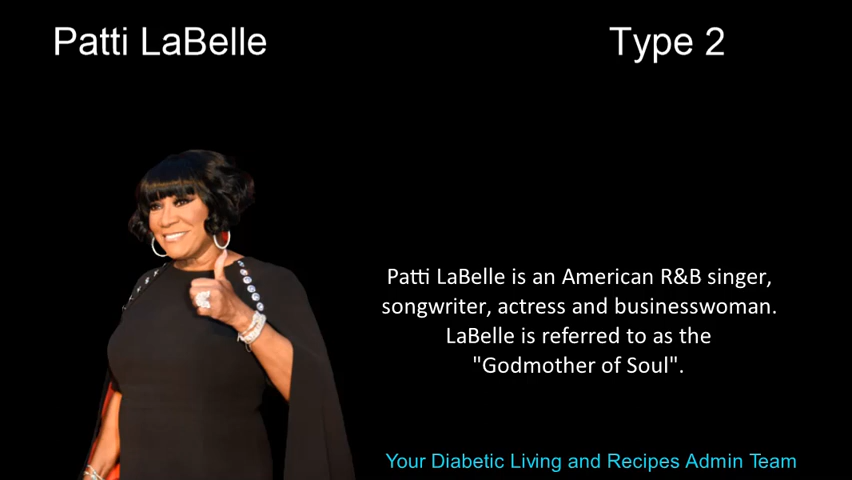 Patti LaBelle
Type 2
Patti LaBelle is an American R&B singer,
songwriter, actress and businesswoman.
LaBelle is referred to as the
"Godmother of Soul".
Your Diabetic Living and Recipes Admin Team